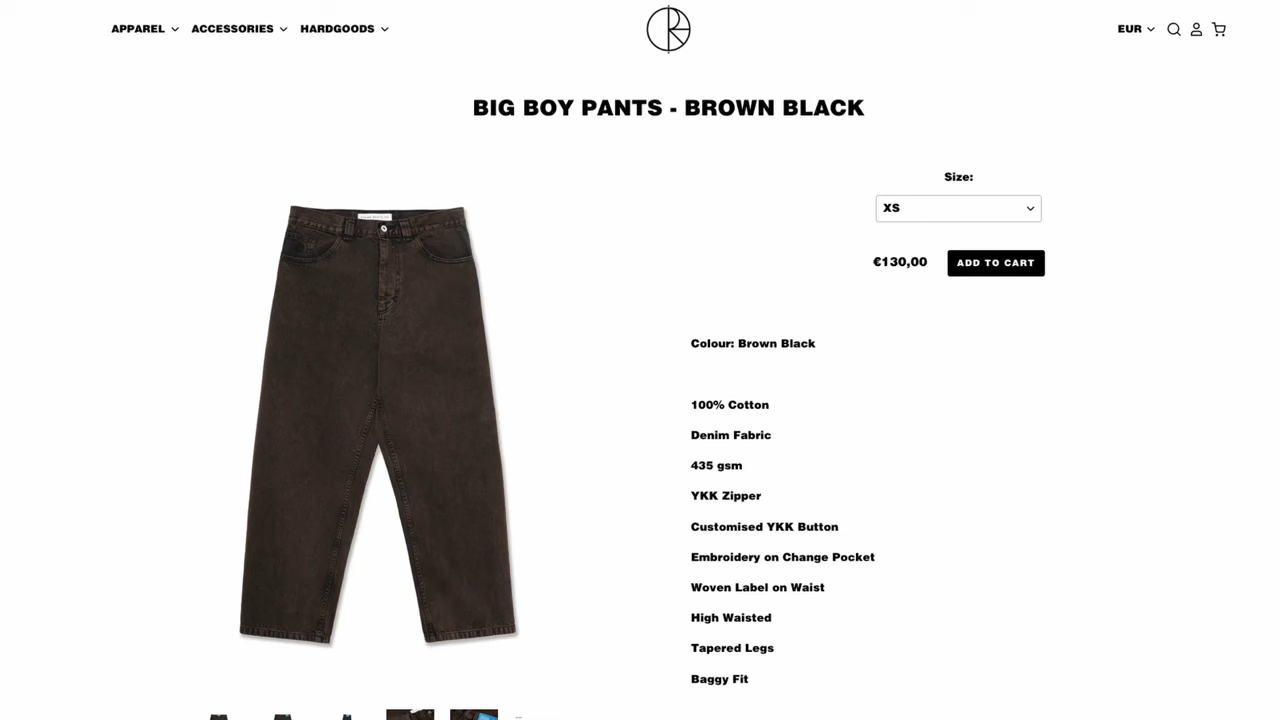 APPAREL ACCESSORIES HARDGOODS EUR
BIG BOY PANTS - BROWN BLACK
Size:
XS
€130,00 ADD TO CART
Colour: Brown Black
100% Cotton
Denim Fabric
435 gsm
YKK Zipper
Customised YKK Button
Embroidery on Change Pocket
Woven Label on Waist
High Waisted
Tapered Legs
Baggy Fit